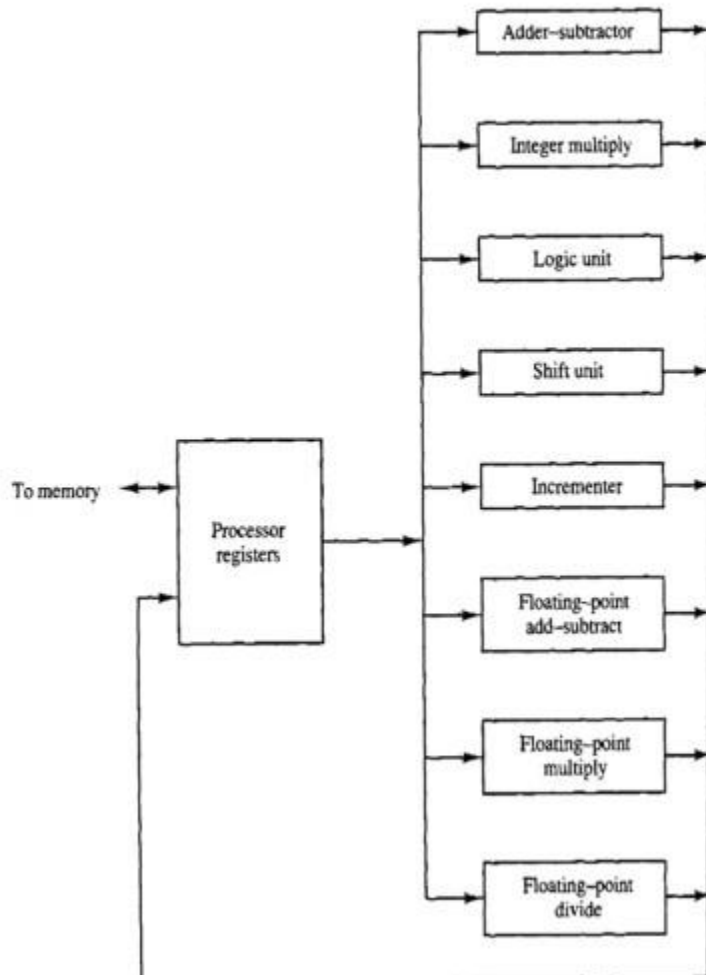 Adder-subtractor
Integer multiply
Logic unit
Shift unit
Incrementer
To memory
Processor
registers
Floating-point
add-subtract
Floating-point
multiply
Floating-point
divide